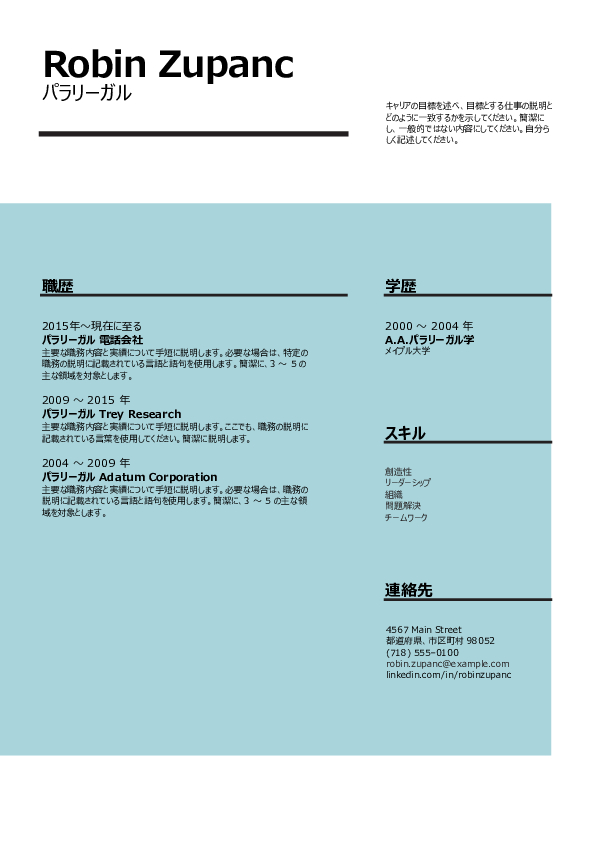 Robin Zupanc
パラリーガル
キャリアの目標を述べ、目標とする仕事の説明と
どのように一致するかを示してください。簡潔に
し、一般的ではない内容にしてください。自分ら
しく記述してください。
職歴
2015年～現在に至る
パラリーガル 電話会社
主要な職務内容と実績について手短に説明します。必要な場合は、特定の
職務の説明に記載されている言語と語句を使用します。簡潔に、3 ～ 5 の
主な領域を対象とします。
2009 ～ 2015 年
パラリーガル Trey Research
主要な職務内容と実績について手短に説明します。ここでも、職務の説明に
記載されている言葉を使用してください。簡潔に説明します。
2004 ～ 2009 年
パラリーガル Adatum Corporation
主要な職務内容と実績について手短に説明します。必要な場合は、職務の
説明に記載されている言語と語句を使用します。簡潔に、3 ～ 5 の主な領
域を対象とします。
学歴
2000 ～ 2004 年
A.A.パラリーガル学
メイプル大学
スキル
創造性
リーダーシップ
組織
問題解決
チームワーク
連絡先
4567 Main Street
都道府県、市区町村 98052
(718) 555–0100
robin.zupanc@example.com
linkedin.com/in/robinzupanc